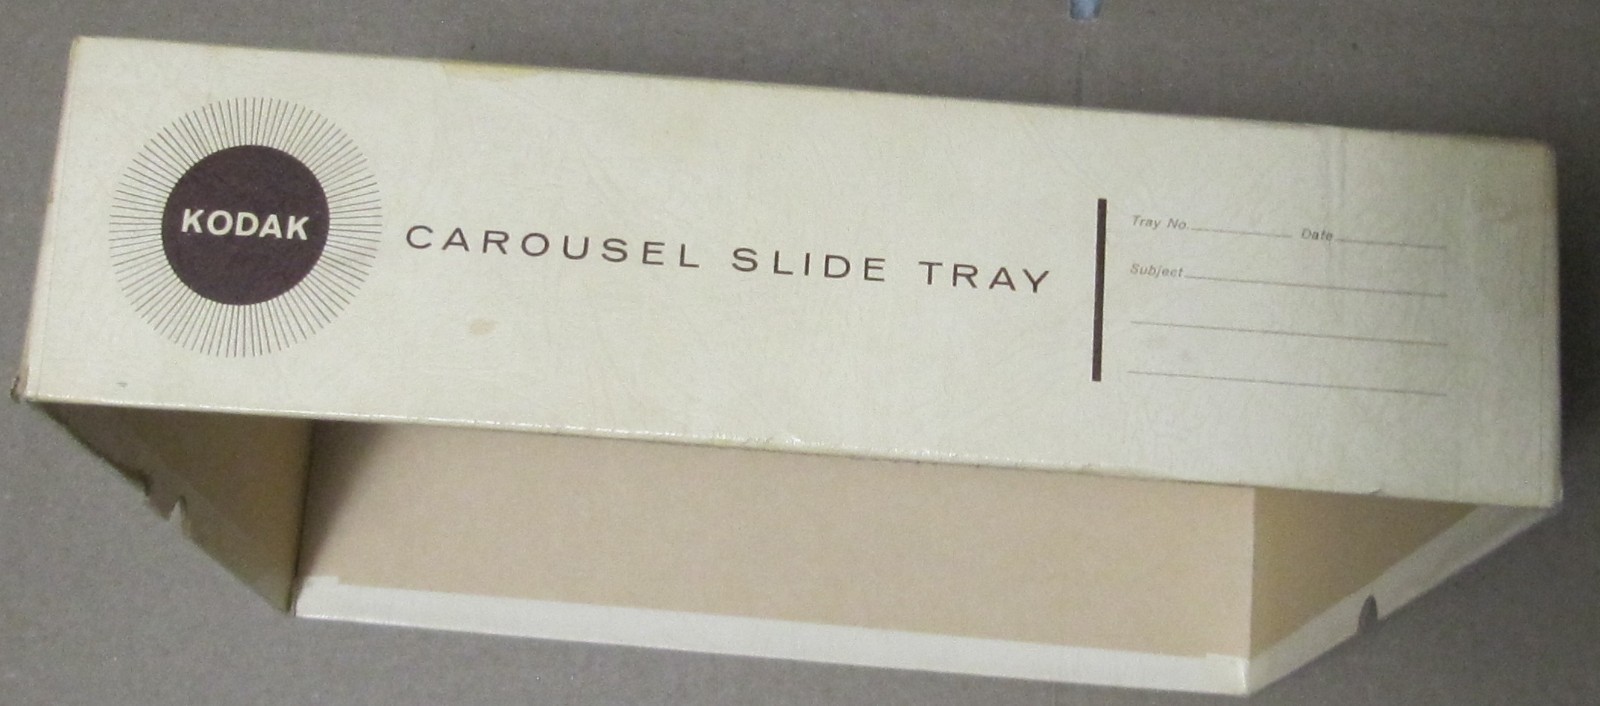 KODAK
CAROUSEL SLIDE TRAY
Tray No. Date
Subject